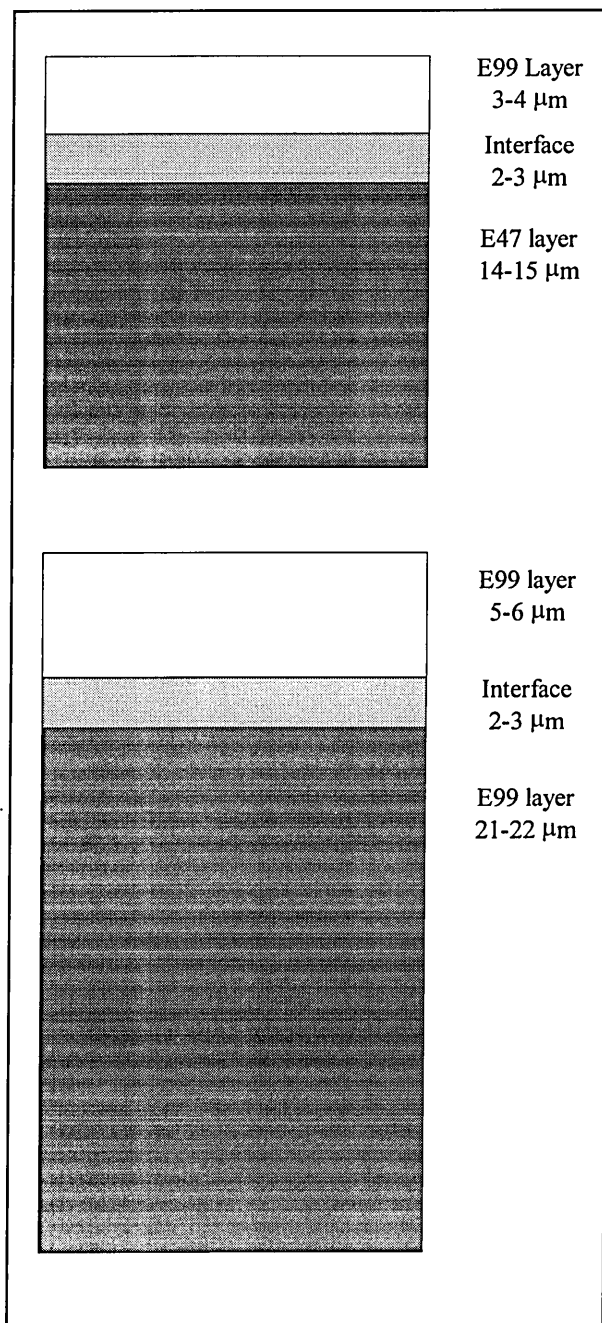 E99 Layer
3-4 μm
Interface
2-3 μm
E47 layer
14-15 μm
E99 layer
5-6 μm
Interface
2-3 μm
E99 layer
21-22 μm